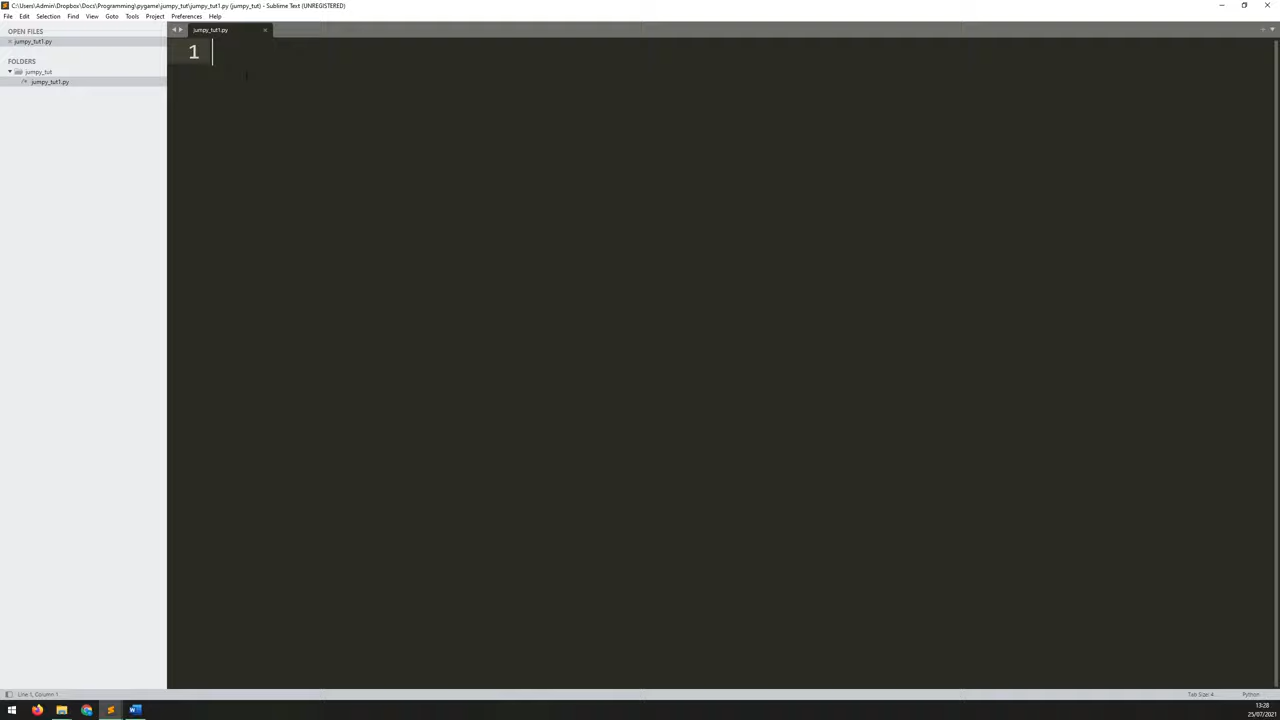 C:\Users\Admin\Dropbox\Docs\Programming\pygame\jumpy_tut\jumpy_tut1.py (jumpy_tut) - Sublime Text (UNREGISTERED)
File Edit Selection Find View Goto Tools Project Preferences Help
OPEN FILES
jumpy_tut1.py
FOLDERS
jumpy_tut
jumpy_tut1.py
jumpy_tut1.py
1
Line 1, Column 1
Tab Size: 4
Python
13:28
25/07/2021